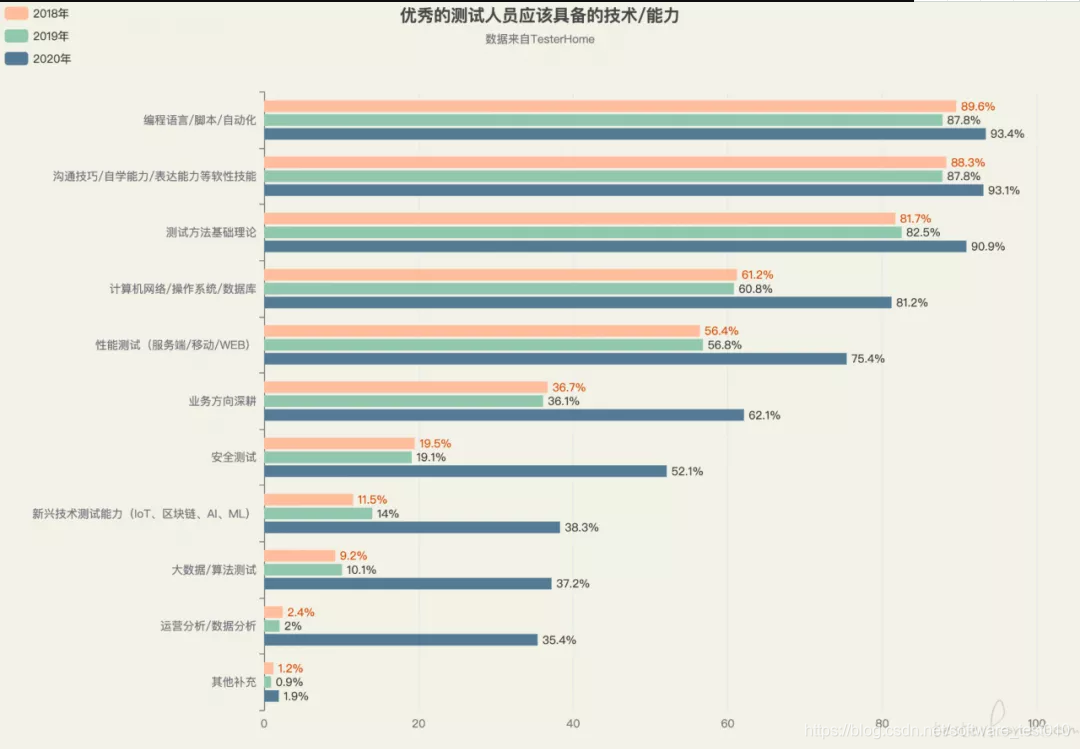 优秀的测试人员应该具备的技术/能力
数据来自TesterHome
2018年
2019年
2020年
编程语言/脚本/自动化
89.6%
87.8%
93.4%
沟通技巧/自学能力/表达能力等软性技能
88.3%
87.8%
93.1%
测试方法基础理论
81.7%
82.5%
90.9%
计算机网络/操作系统/数据库
61.2%
60.8%
81.2%
性能测试（服务端/移动/WEB）
56.4%
56.8%
75.4%
业务方向深耕
36.7%
36.1%
62.1%
安全测试
19.5%
19.1%
52.1%
新兴技术测试能力（IoT、区块链、AI、ML）
11.5%
14%
38.3%
大数据/算法测试
9.2%
10.1%
37.2%
运营分析/数据分析
2.4%
2%
35.4%
其他补充
1.2%
0.9%
1.9%
0 20 40 60 80 100